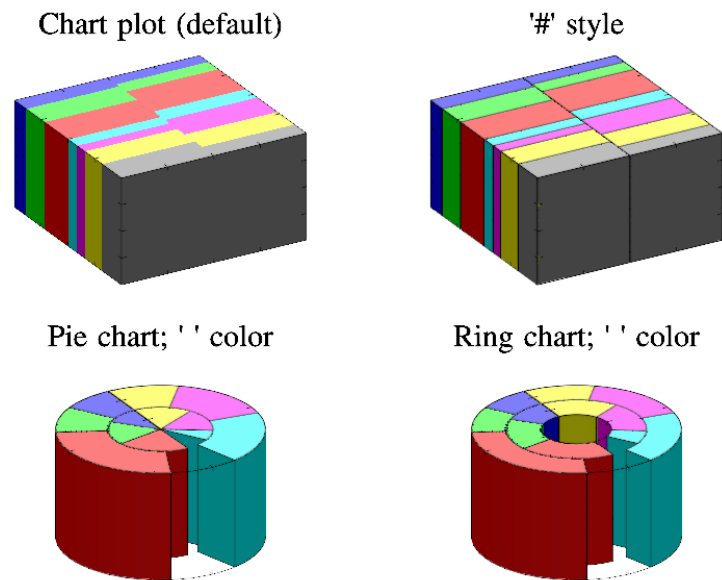 Chart plot (default)
'#' style
Pie chart; ' ' color
Ring chart; ' ' color